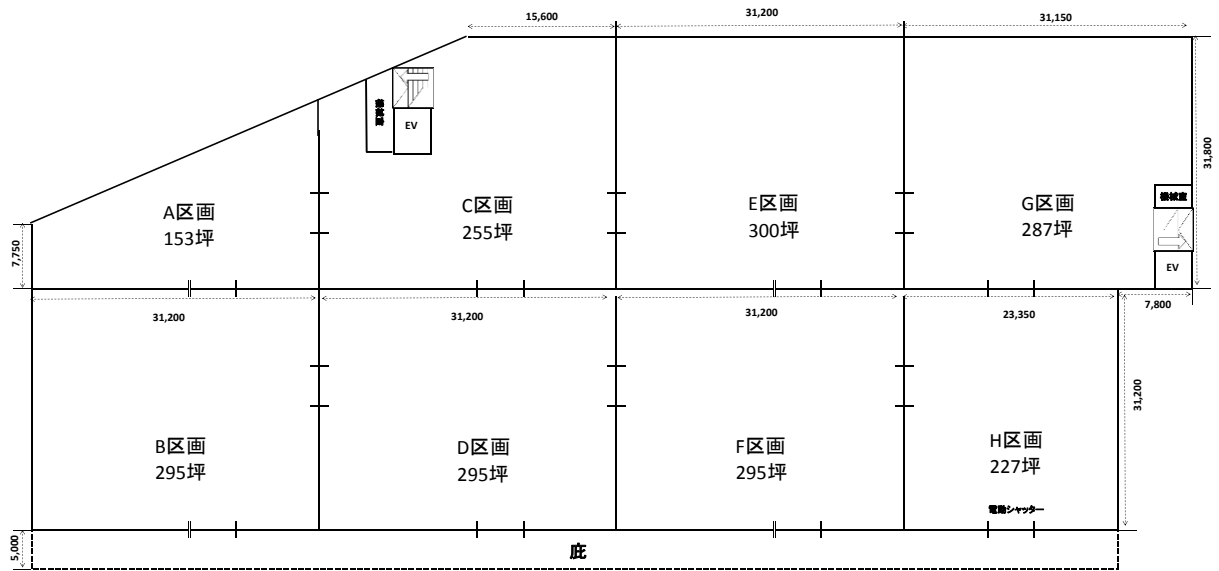 15,600
31,200
31,150
機械室
EV
31,800
A区画
153坪
C区画
255坪
E区画
300坪
G区画
287坪
機械室
EV
7,750
31,200
31,200
31,200
23,350
7,800
31,200
B区画
295坪
D区画
295坪
F区画
295坪
H区画
227坪
電動シャッター
5,000
庇